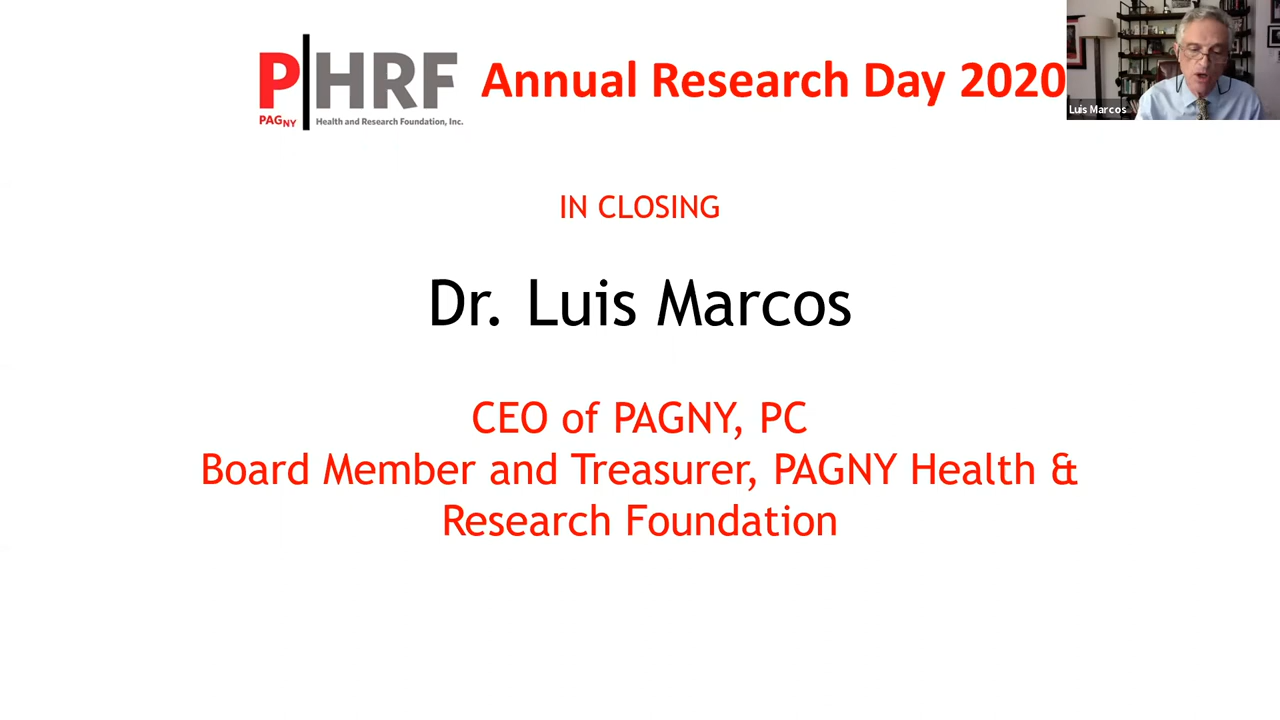 P|HRF
PAGNY Health and Research Foundation, Inc.
Annual Research Day 2020
Luis Marcos
IN CLOSING
Dr. Luis Marcos
CEO of PAGNY, PC
Board Member and Treasurer, PAGNY Health &
Research Foundation